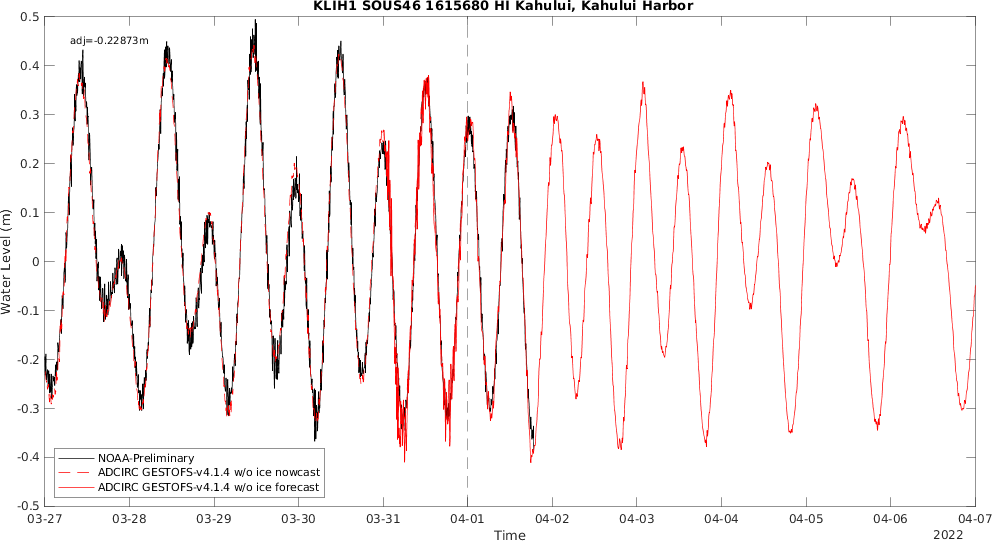 KLIH1 SOUS46 1615680 HI Kahului, Kahului Harbor
adj=-0.22873m
0.5
0.4
0.3
0.2
0.1
0
-0.1
-0.2
-0.3
-0.4
-0.5
Water Level (m)
NOAA-Preliminary
ADCIRC GESTOFS-v4.1.4 w/o ice nowcast
ADCIRC GESTOFS-v4.1.4 w/o ice forecast
03-27 03-28 03-29 03-30 03-31 04-01 04-02 04-03 04-04 04-05 04-06 04-07
Time
2022